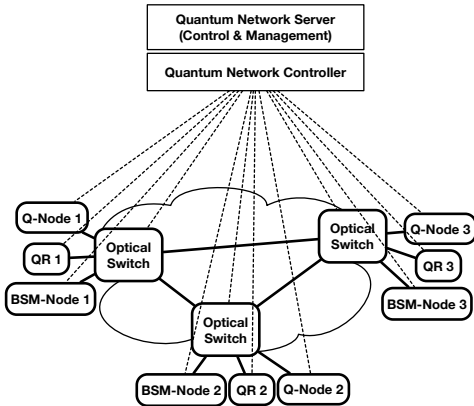 Quantum Network Server
(Control & Management)
Quantum Network Controller
Q-Node 1
Q-Node 3
QR 1
Optical
Switch
Optical
Switch
QR 3
BSM-Node 1
BSM-Node 3
Optical
Switch
BSM-Node 2
QR 2
Q-Node 2